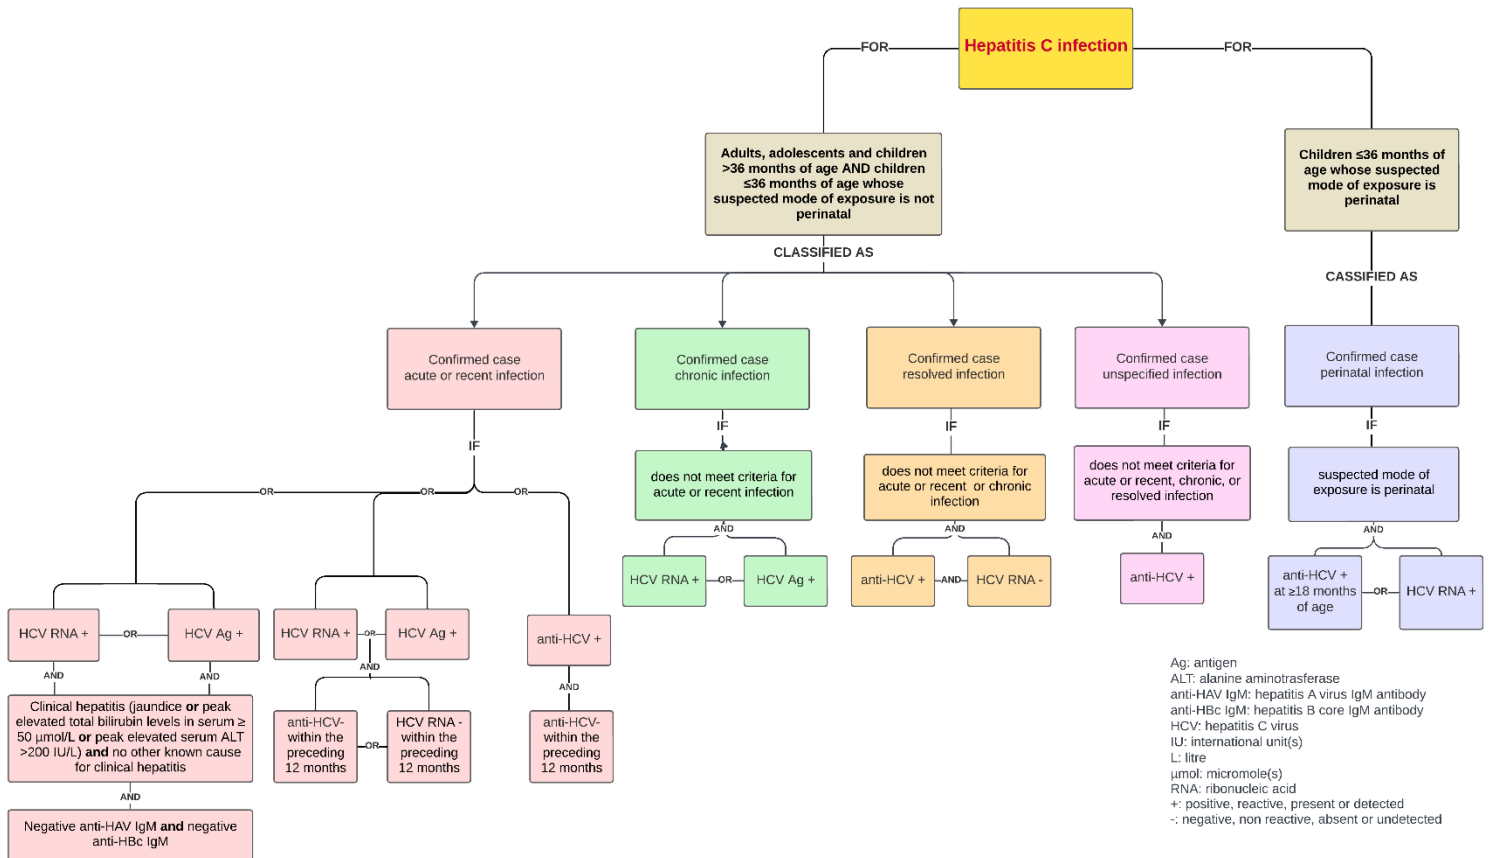 Hepatitis C infection
FOR
FOR
Adults, adolescents and children
>36 months of age AND children
≤36 months of age whose
suspected mode of exposure is not
perinatal
Children ≤36 months of
age whose suspected
mode of exposure is
perinatal
CLASSIFIED AS
CASSIFIED AS
Confirmed case
acute or recent infection
Confirmed case
chronic infection
Confirmed case
resolved infection
Confirmed case
unspecified infection
Confirmed case
perinatal infection
IF
IF
IF
IF
IF
does not meet criteria for
acute or recent infection
does not meet criteria for
acute or recent or chronic
infection
does not meet criteria for
acute or recent, chronic, or
resolved infection
suspected mode of
exposure is perinatal
OR
OR
OR
AND
AND
AND
AND
HCV RNA +
OR
HCV Ag +
anti-HCV +
AND
HCV RNA -
anti-HCV +
anti-HCV +
at ≥18 months
of age
OR
HCV RNA +
HCV RNA +
OR
HCV Ag +
HCV RNA +
OR
HCV Ag +
anti-HCV +
AND
AND
AND
AND
Clinical hepatitis (jaundice or peak
elevated total bilirubin levels in serum ≥
50 µmol/L or peak elevated serum ALT
>200 IU/L) and no other known cause
for clinical hepatitis
anti-HCV-
within the
preceding
12 months
OR
HCV RNA -
within the
preceding
12 months
anti-HCV-
within the
preceding
12 months
AND
Negative anti-HAV IgM and negative
anti-HBc IgM
Ag: antigen
ALT: alanine aminotrasferase
anti-HAV IgM: hepatitis A virus IgM antibody
anti-HBc IgM: hepatitis B core IgM antibody
HCV: hepatitis C virus
IU: international unit(s)
L: litre
µmol: micromole(s)
RNA: ribonucleic acid
+: positive, reactive, present or detected
-: negative, non reactive, absent or undetected